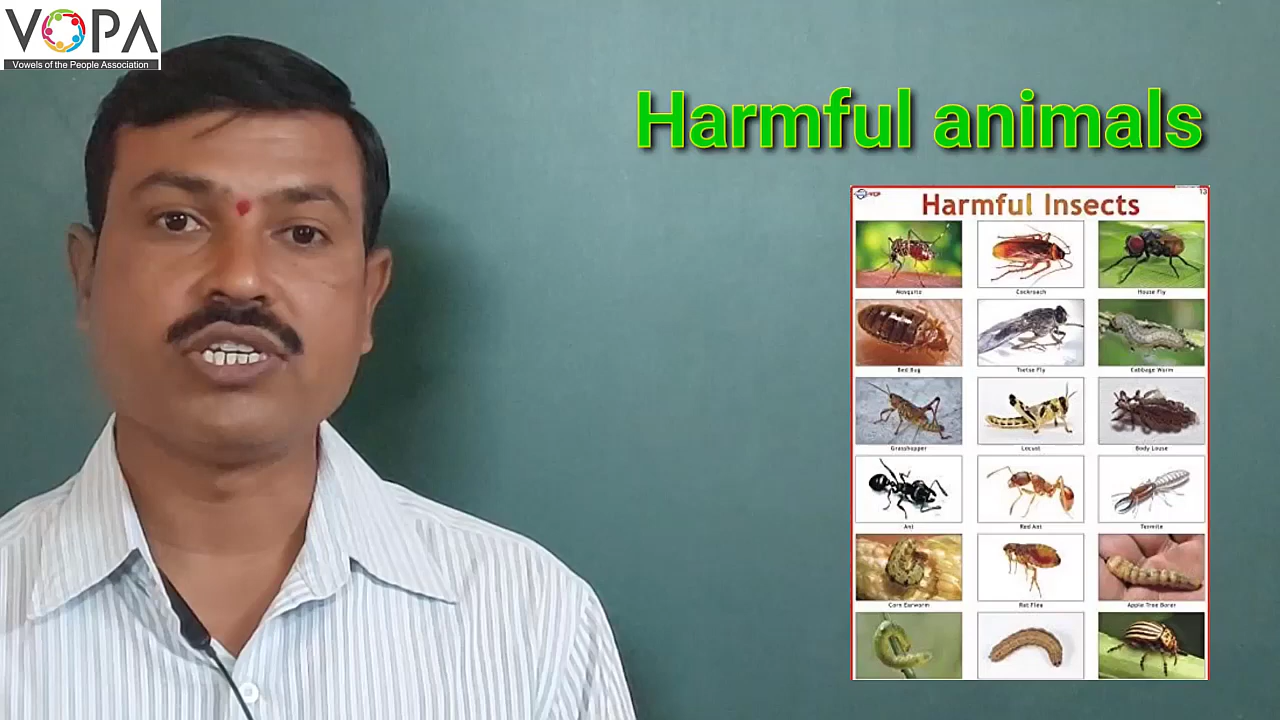 VOPA
Vowels of the People Association
Harmful animals
13
Harmful Insects
Mosquito
Cockroach
House Fly
Bed Bug
Tsetse Fly
Cabbage Worm
Grasshopper
Locust
Body Louse
Ant
Red Ant
Termite
Corn Earworm
Rat Flea
Apple Tree Borer